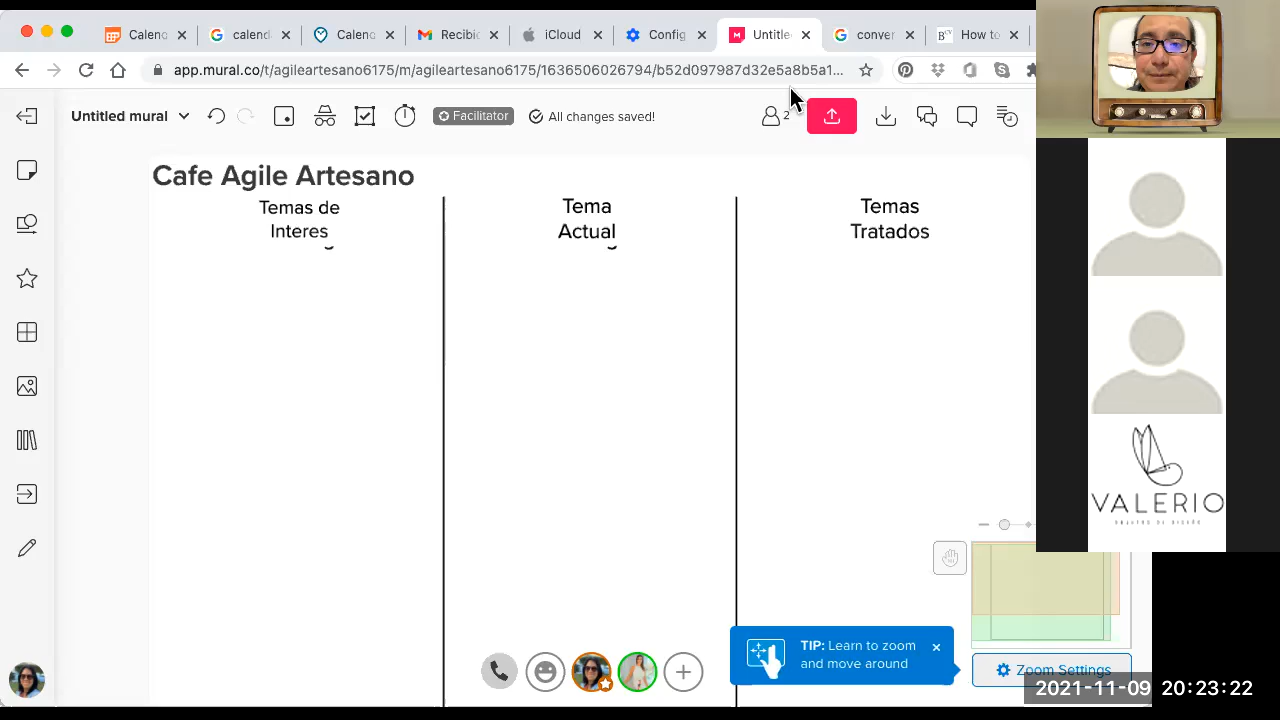 Calenc
calend
Calenc
Recibic
iCloud
Config
Untitle
conver
How to
app.mural.co/t/agileartesano6175/m/agileartesano6175/1636506026794/b52d097987d32e5a8b5a1...
Untitled mural
Facilitator
All changes saved!
2
Cafe Agile Artesano
Temas de
Interes
Tema
Actual
Temas
Tratados
VALERIO
TIP: Learn to zoom
and move around
Zoom Settings
2021-11-09 20:23:22